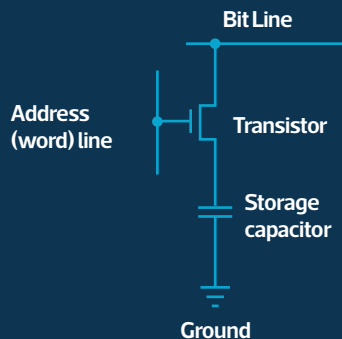 Bit Line
Address
(word) line
Transistor
Storage
capacitor
Ground